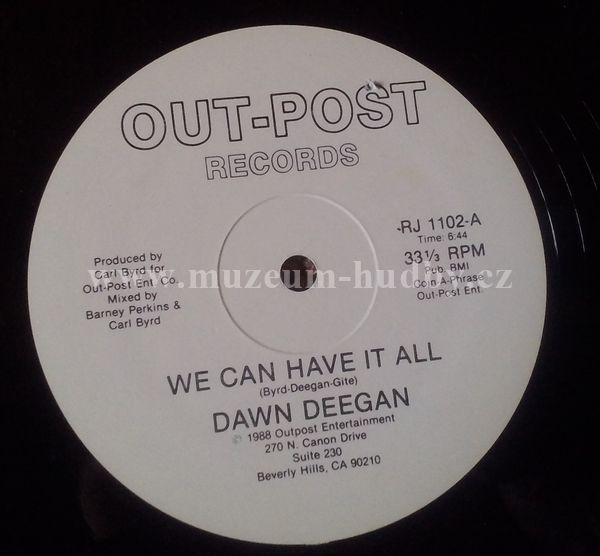 OUT-POST
RECORDS
Produced by
Carl Byrd for
Out-Post Ent. Co.
Mixed by
Barney Perkins &
Carl Byrd
-RJ 1102-A
Time: 6:44
33⅓ RPM
Pub. BMI
Coin-A-Phrase
Out-Post Ent.
www.muzeum-hudby.cz
WE CAN HAVE IT ALL
(Byrd-Deegan-Gite)
DAWN DEEGAN
© 1988 Outpost Entertainment
270 N. Canon Drive
Suite 230
Beverly Hills, CA 90210